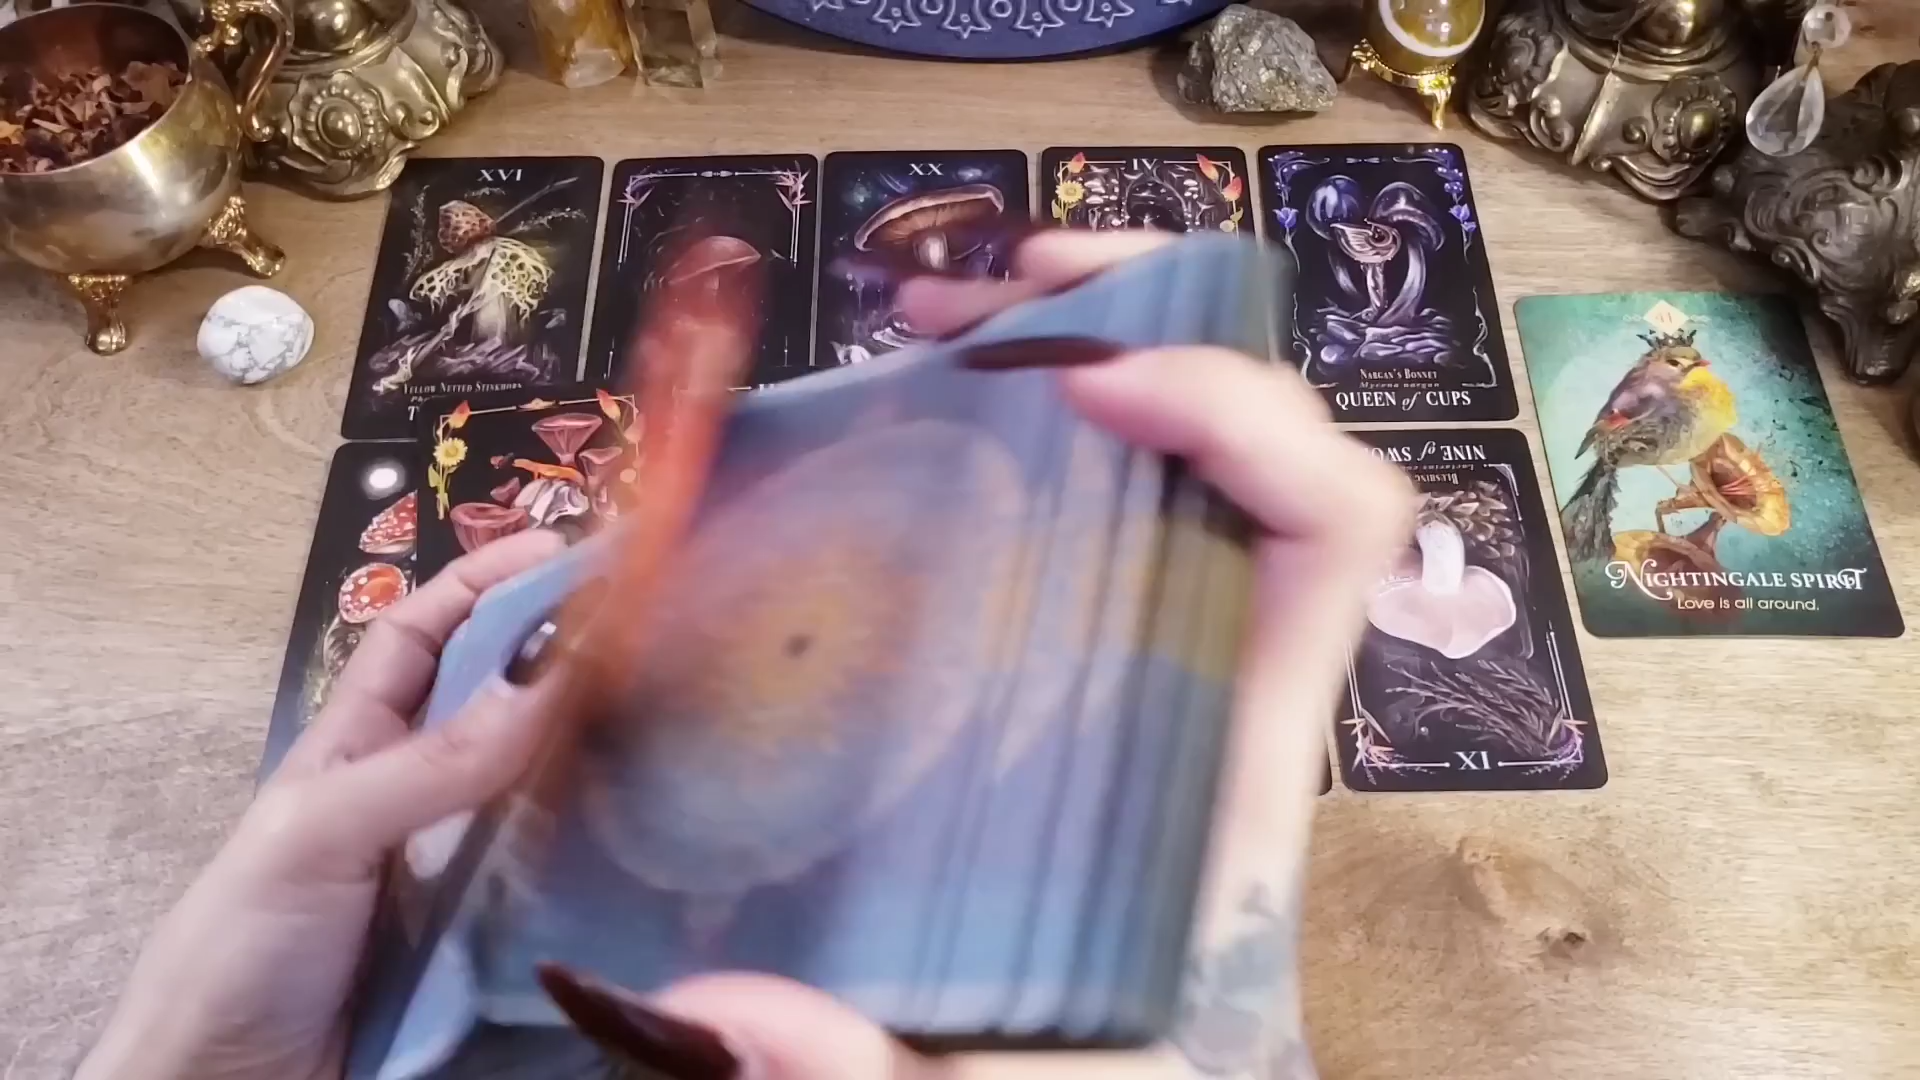 XVI
YELLOW NETTED STINKHORN
XX
IV
NARGAN'S BONNET
Mycena nargan
QUEEN of CUPS
NINE of
XI
VI
NIGHTINGALE SPIRIT
Love is all around.